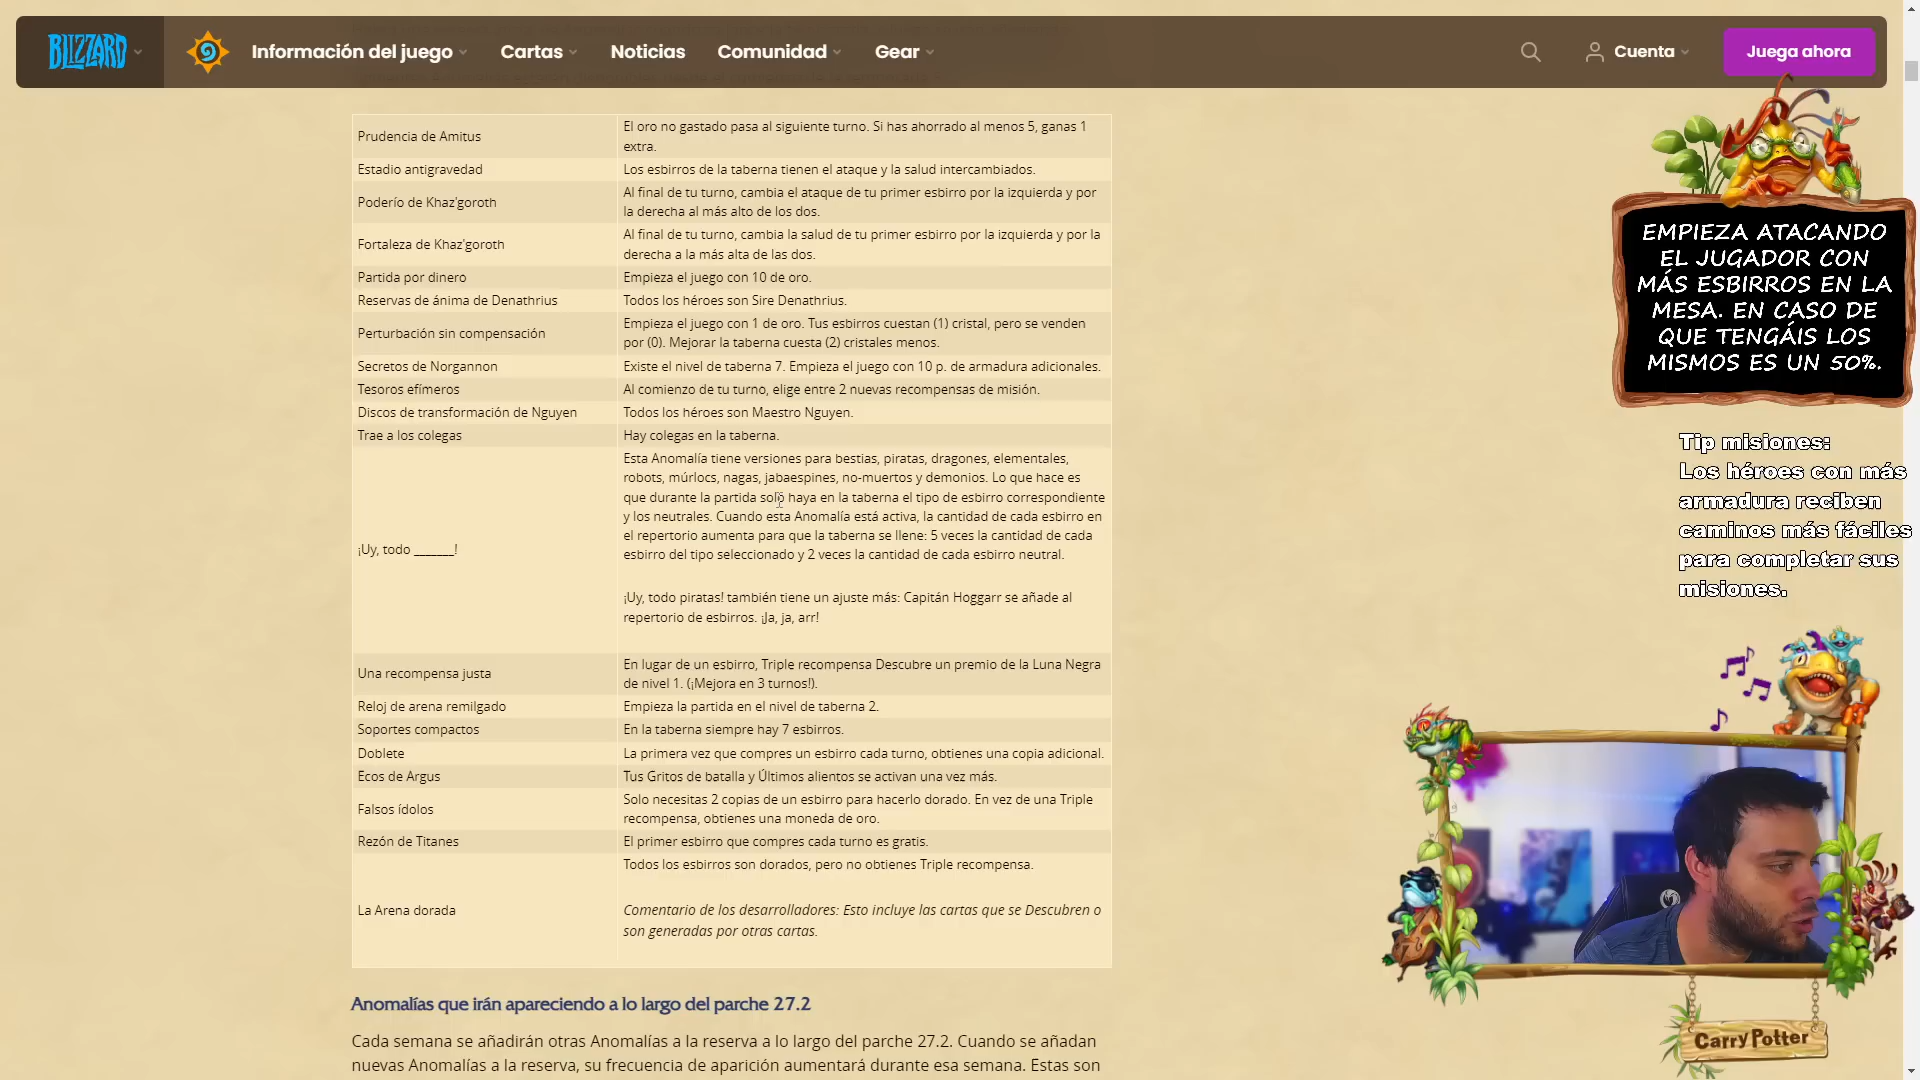 BLIZZARD
Información del juego
Cartas
Noticias
Comunidad
Gear
Cuenta
Juega ahora
Prudencia de Amitus
El oro no gastado pasa al siguiente turno. Si has ahorrado al menos 5, ganas 1
extra.
Estadio antigravedad
Los esbirros de la taberna tienen el ataque y la salud intercambiados.
Poderío de Khaz'goroth
Al final de tu turno, cambia el ataque de tu primer esbirro por la izquierda y por
la derecha al más alto de los dos.
Fortaleza de Khaz'goroth
Al final de tu turno, cambia la salud de tu primer esbirro por la izquierda y por la
derecha a la más alta de las dos.
Partida por dinero
Empieza el juego con 10 de oro.
Reservas de ánima de Denathrius
Todos los héroes son Sire Denathrius.
Perturbación sin compensación
Empieza el juego con 1 de oro. Tus esbirros cuestan (1) cristal, pero se venden
por (0). Mejorar la taberna cuesta (2) cristales menos.
Secretos de Norgannon
Existe el nivel de taberna 7. Empieza el juego con 10 p. de armadura adicionales.
Tesoros efímeros
Al comienzo de tu turno, elige entre 2 nuevas recompensas de misión.
Discos de transformación de Nguyen
Todos los héroes son Maestro Nguyen.
Trae a los colegas
Hay colegas en la taberna.
¡Uy, todo _______!
Esta Anomalía tiene versiones para bestias, piratas, dragones, elementales,
robots, múrlocs, nagas, jabaespines, no-muertos y demonios. Lo que hace es
que durante la partida solo haya en la taberna el tipo de esbirro correspondiente
y los neutrales. Cuando esta Anomalía está activa, la cantidad de cada esbirro en
el repertorio aumenta para que la taberna se llene: 5 veces la cantidad de cada
esbirro del tipo seleccionado y 2 veces la cantidad de cada esbirro neutral.
¡Uy, todo piratas! también tiene un ajuste más: Capitán Hoggarr se añade al
repertorio de esbirros. ¡Ja, ja, arr!
Una recompensa justa
En lugar de un esbirro, Triple recompensa Descubre un premio de la Luna Negra
de nivel 1. (¡Mejora en 3 turnos!).
Reloj de arena remilgado
Empieza la partida en el nivel de taberna 2.
Soportes compactos
En la taberna siempre hay 7 esbirros.
Doblete
La primera vez que compres un esbirro cada turno, obtienes una copia adicional.
Ecos de Argus
Tus Gritos de batalla y Últimos alientos se activan una vez más.
Falsos ídolos
Solo necesitas 2 copias de un esbirro para hacerlo dorado. En vez de una Triple
recompensa, obtienes una moneda de oro.
Rezón de Titanes
El primer esbirro que compres cada turno es gratis.
La Arena dorada
Todos los esbirros son dorados, pero no obtienes Triple recompensa.
Comentario de los desarrolladores: Esto incluye las cartas que se Descubren o
son generadas por otras cartas.
Anomalías que irán apareciendo a lo largo del parche 27.2
Cada semana se añadirán otras Anomalías a la reserva a lo largo del parche 27.2. Cuando se añadan
nuevas Anomalías a la reserva, su frecuencia de aparición aumentará durante esa semana. Estas son
EMPIEZA ATACANDO
EL JUGADOR CON
MÁS ESBIRROS EN LA
MESA. EN CASO DE
QUE TENGÁIS LOS
MISMOS ES UN 50%.
Tip misiones:
Los héroes con más
armadura reciben
caminos más fáciles
para completar sus
misiones.
CarryPotter